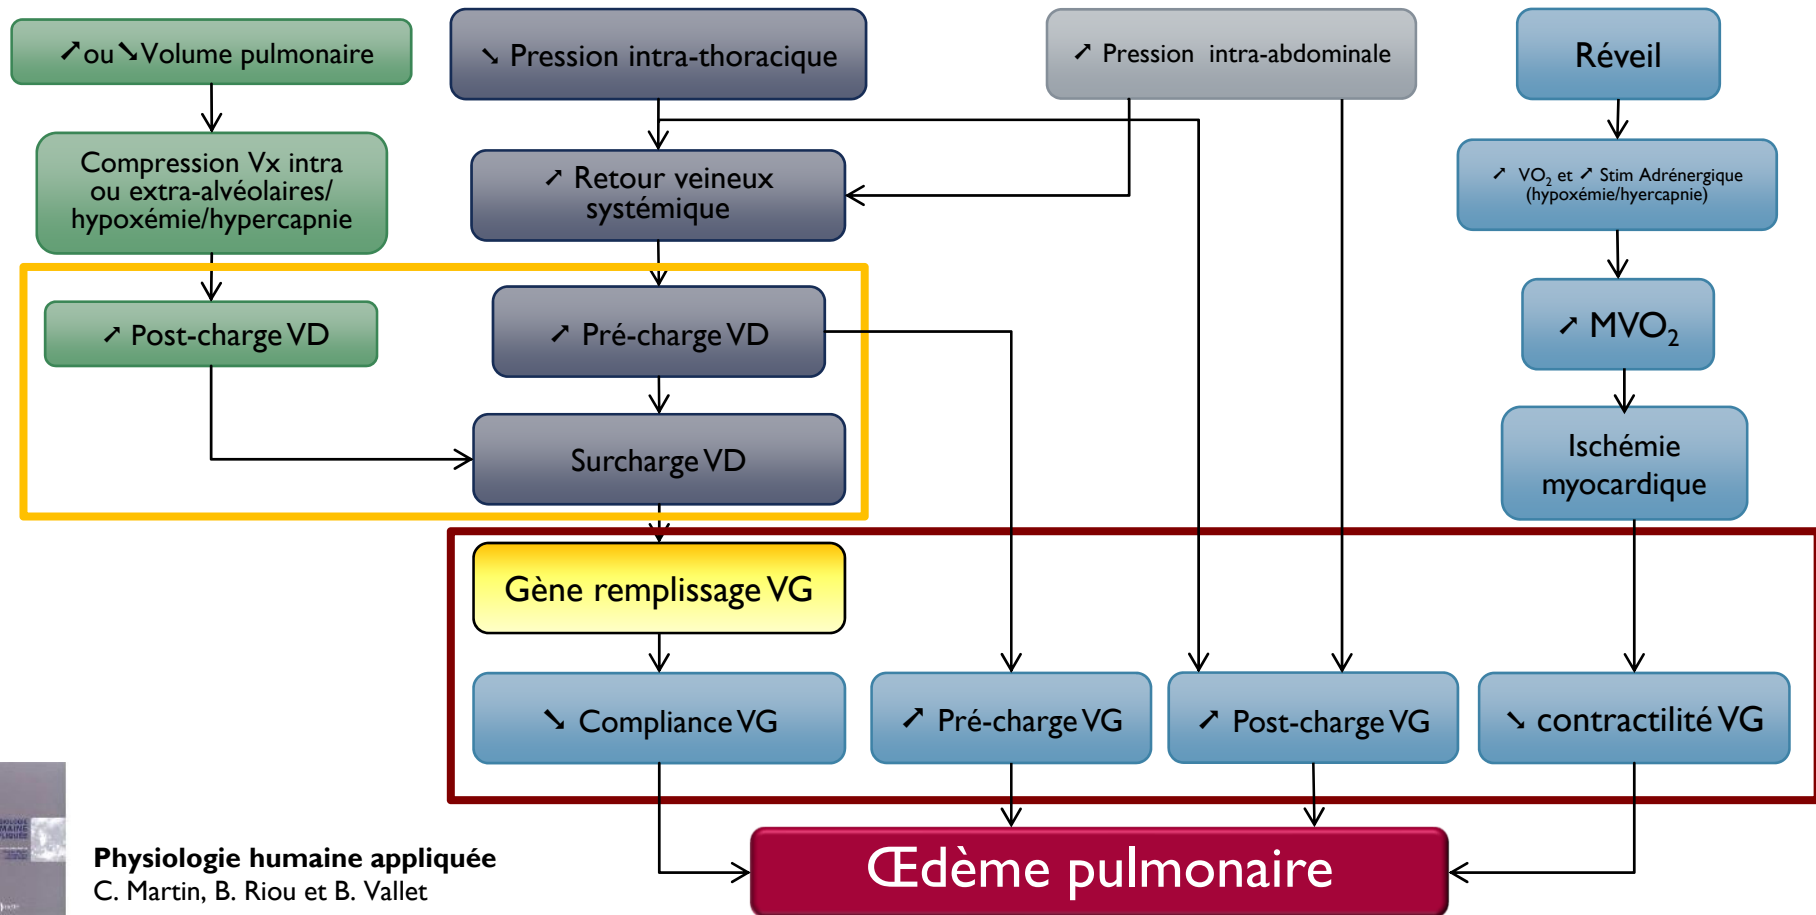 ➚ ou ➘ Volume pulmonaire
➘ Pression intra-thoracique
➚ Pression intra-abdominale
Réveil
Compression Vx intra
ou extra-alvéolaires/
hypoxémie/hypercapnie
➚ Retour veineux
systémique
➚ VO₂ et ➚ Stim Adrénergique
(hypoxémie/hyercapnie)
➚ Post-charge VD
➚ Pré-charge VD
➚ MVO₂
Surcharge VD
Ischémie
myocardique
Gène remplissage VG
➘ Compliance VG
➚ Pré-charge VG
➚ Post-charge VG
➘ contractilité VG
Œdème pulmonaire
Physiologie humaine appliquée
C. Martin, B. Riou et B. Vallet